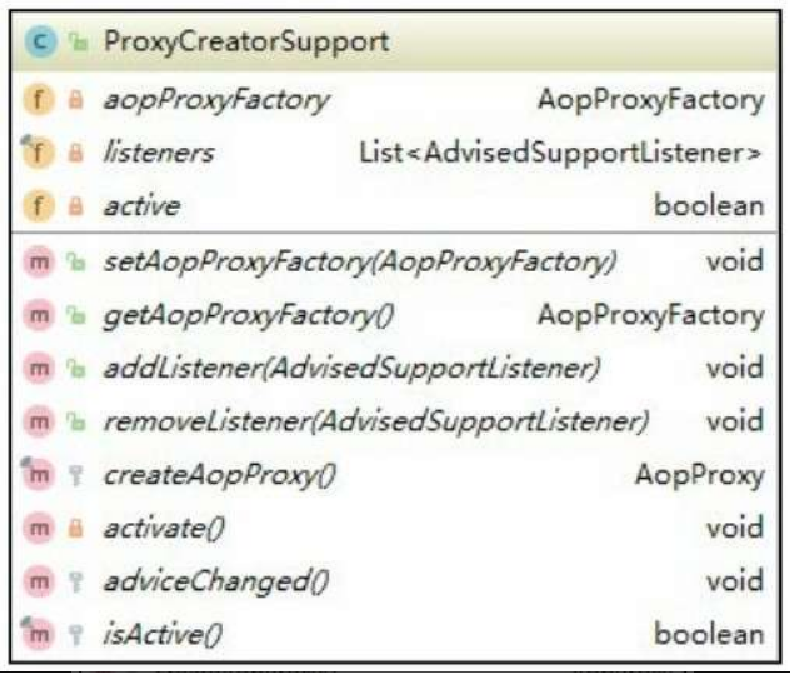 C ProxyCreatorSupport
f aopProxyFactory AopProxyFactory
f listeners List<AdvisedSupportListener>
f active boolean
m setAopProxyFactory(AopProxyFactory) void
m getAopProxyFactory() AopProxyFactory
m addListener(AdvisedSupportListener) void
m removeListener(AdvisedSupportListener) void
m createAopProxy() AopProxy
m activate() void
m adviceChanged() void
m isActive() boolean